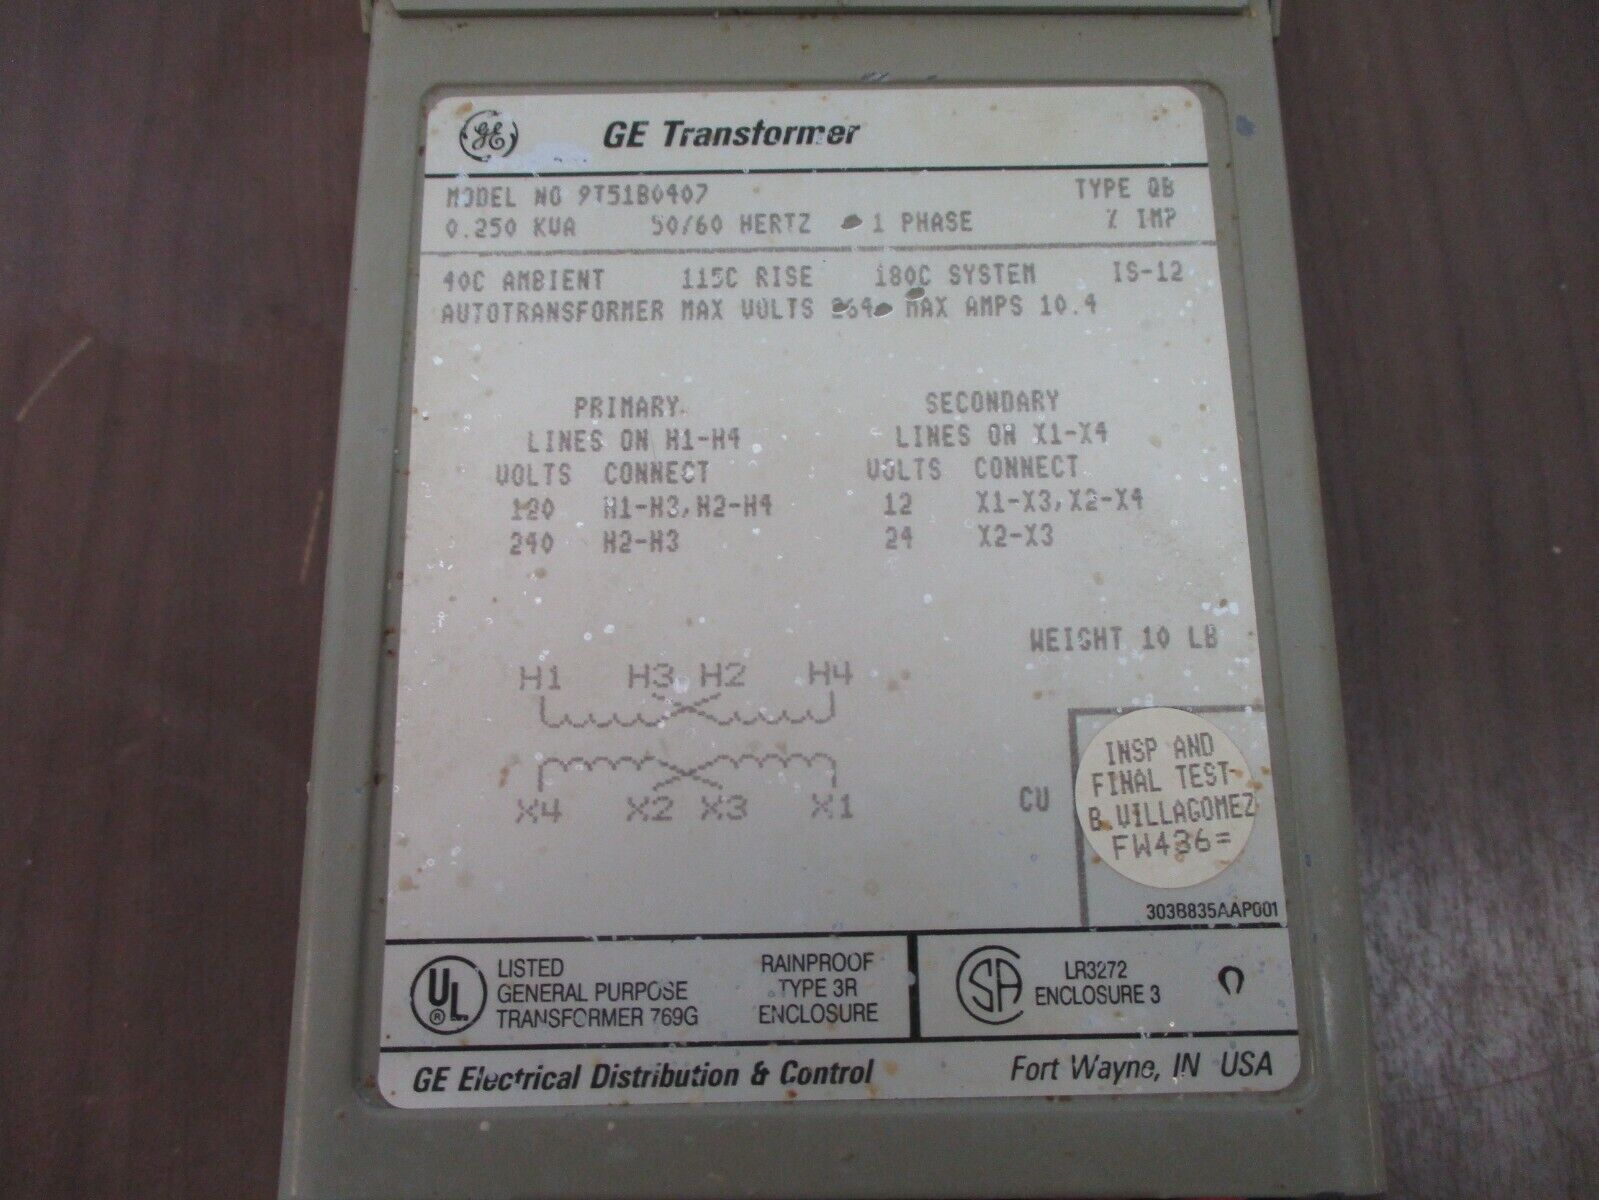 GE GE Transformer
MODEL NO 9T51B0407 TYPE QB
0.250 KVA 50/60 HERTZ 1 PHASE % IMP
40C AMBIENT 115C RISE 180C SYSTEM IS-12
AUTOTRANSFORMER MAX VOLTS 264 MAX AMPS 10.4
PRIMARY SECONDARY
LINES ON H1-H4 LINES ON X1-X4
VOLTS CONNECT VOLTS CONNECT
120 H1-H3,H2-H4 12 X1-X3,X2-X4
240 H2-H3 24 X2-X3
WEIGHT 10 LB
H1 H3 H2 H4
X4 X2 X3 X1
CU
INSP AND
FINAL TEST-
B.VILLAGOMEZ
FW436=
303B835AAP001
UL ® LISTED
GENERAL PURPOSE
TRANSFORMER 769G
RAINPROOF
TYPE 3R
ENCLOSURE
SA LR3272
ENCLOSURE 3
GE Electrical Distribution & Control Fort Wayne, IN USA